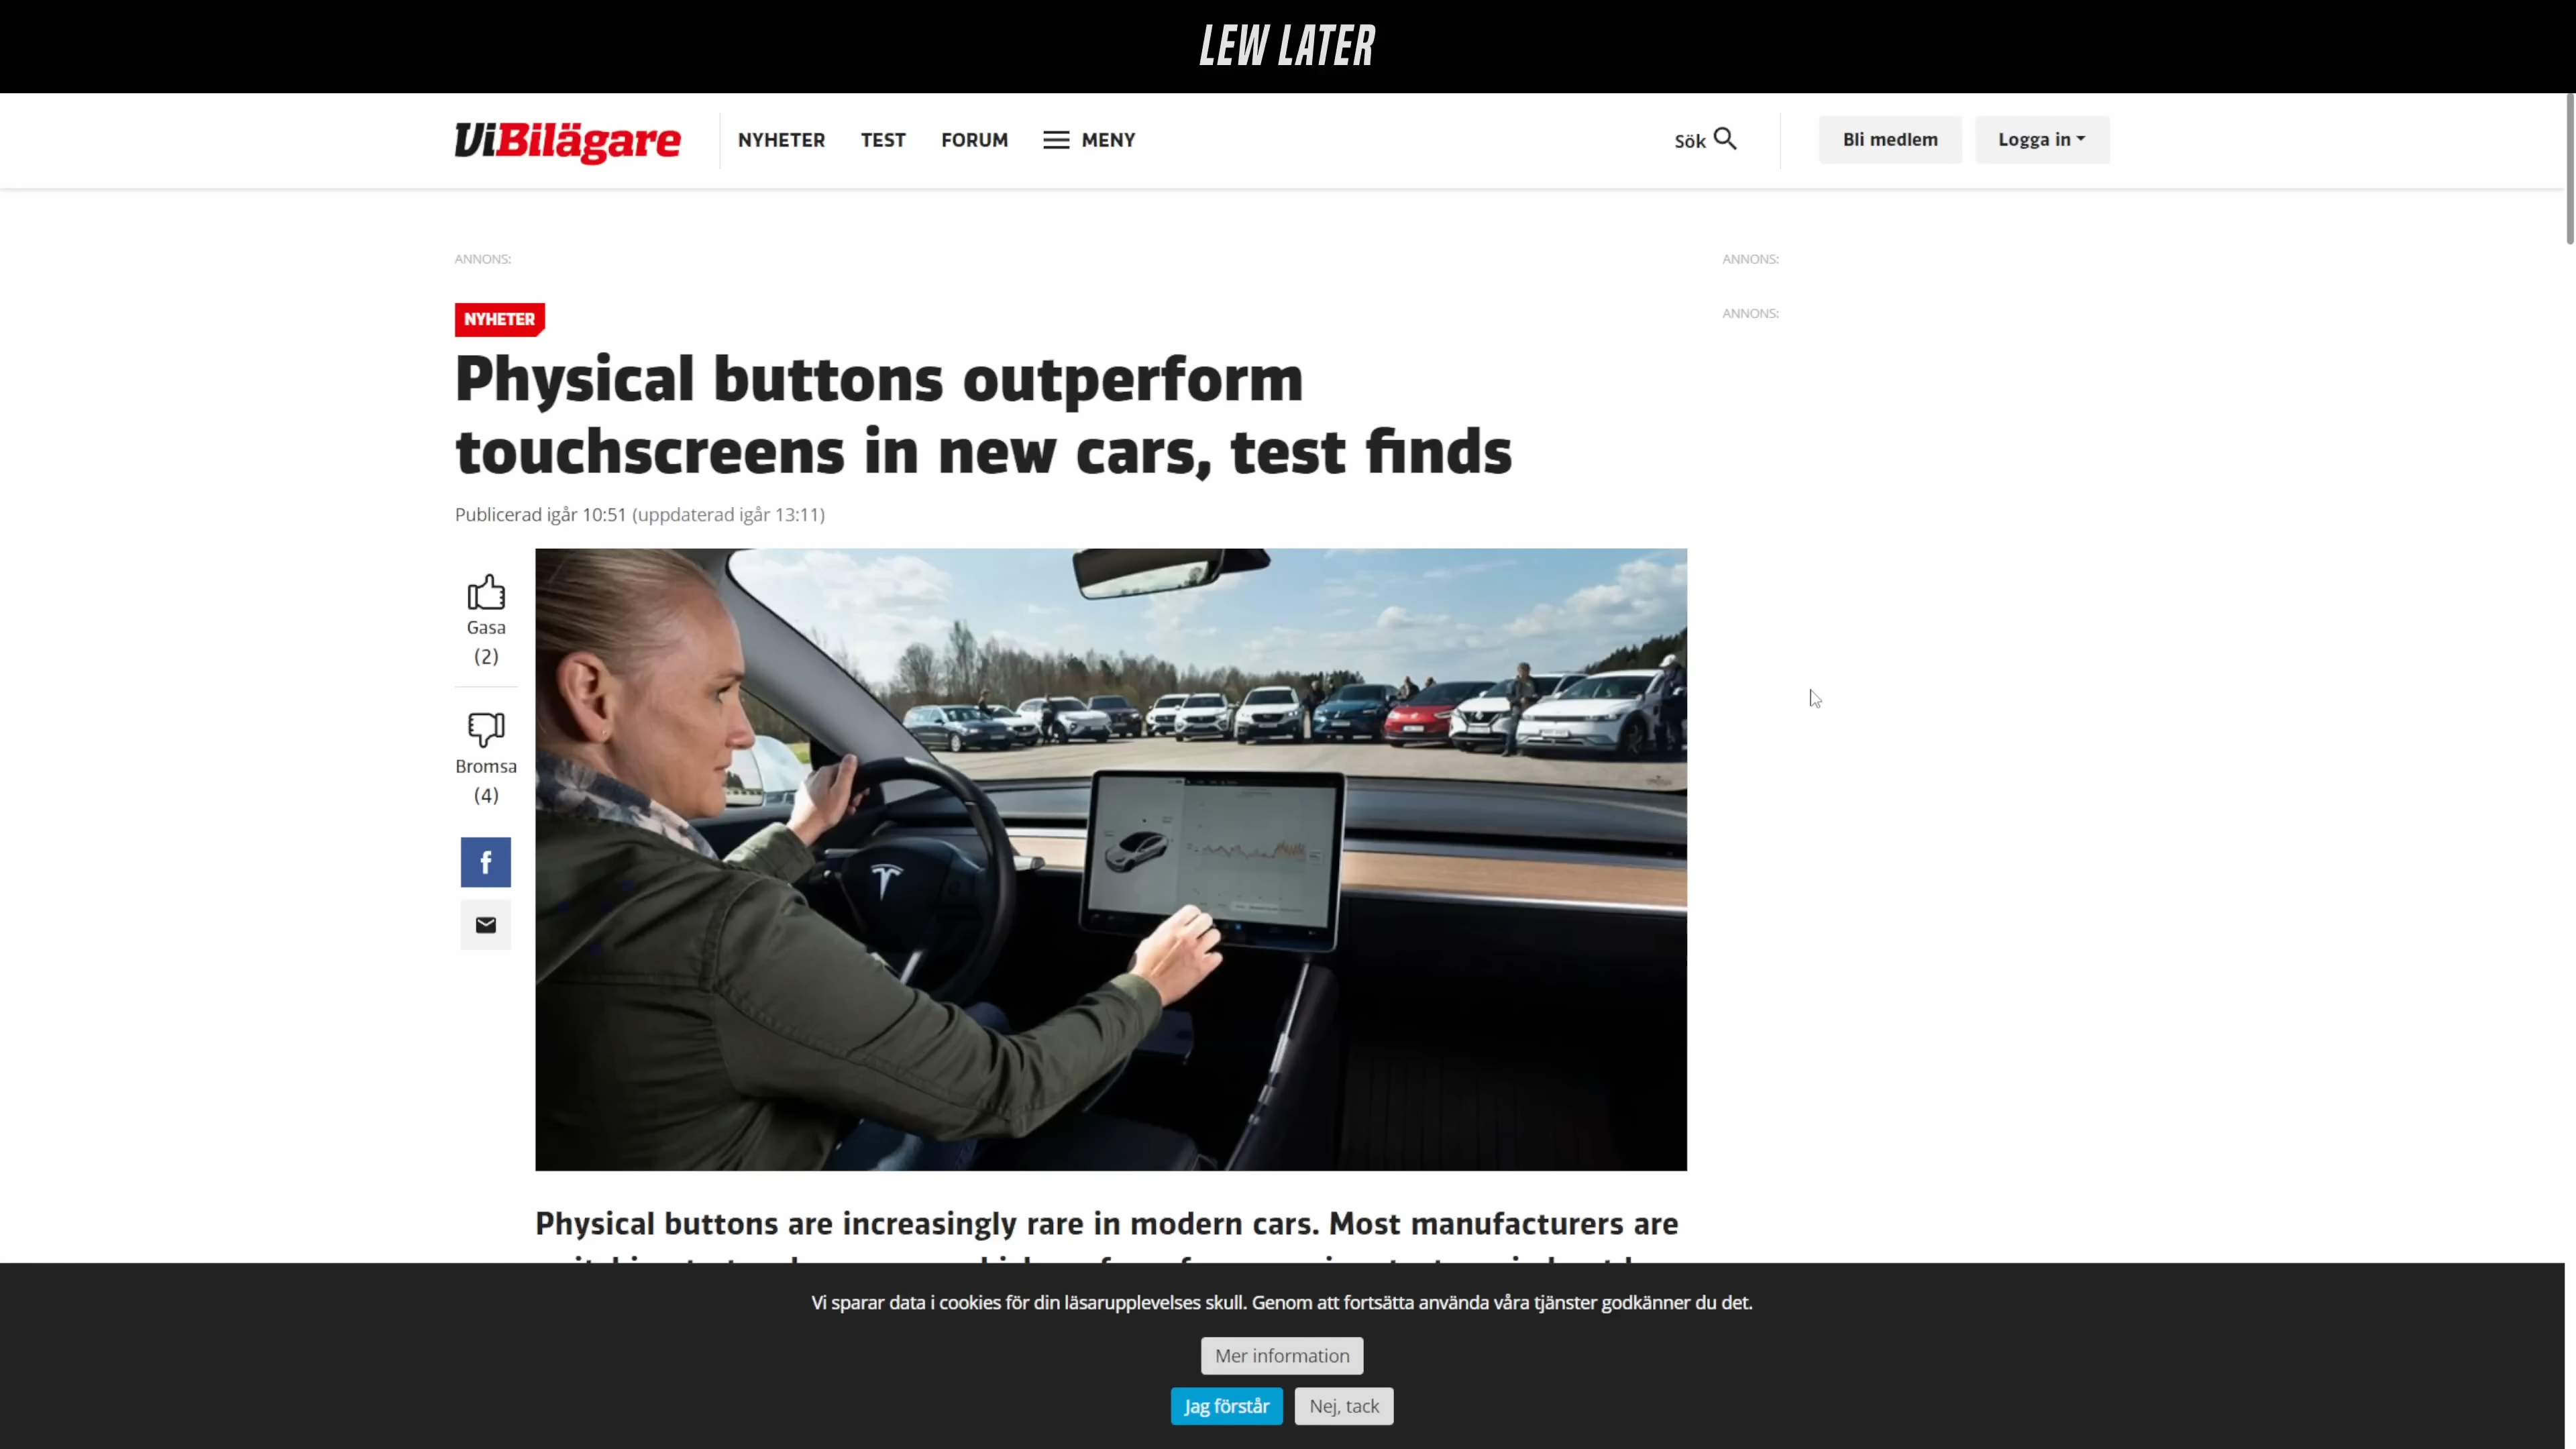 LEW LATER
ViBilägare
NYHETER
TEST
FORUM
MENY
Sök
Bli medlem
Logga in
ANNONS:
ANNONS:
ANNONS:
NYHETER
Physical buttons outperform
touchscreens in new cars, test finds
Publicerad igår 10:51 (uppdaterad igår 13:11)
Gasa
(2)
Bromsa
(4)
f
Physical buttons are increasingly rare in modern cars. Most manufacturers are
Vi sparar data i cookies för din läsarupplevelses skull. Genom att fortsätta använda våra tjänster godkänner du det.
Mer information
Jag förstår
Nej, tack